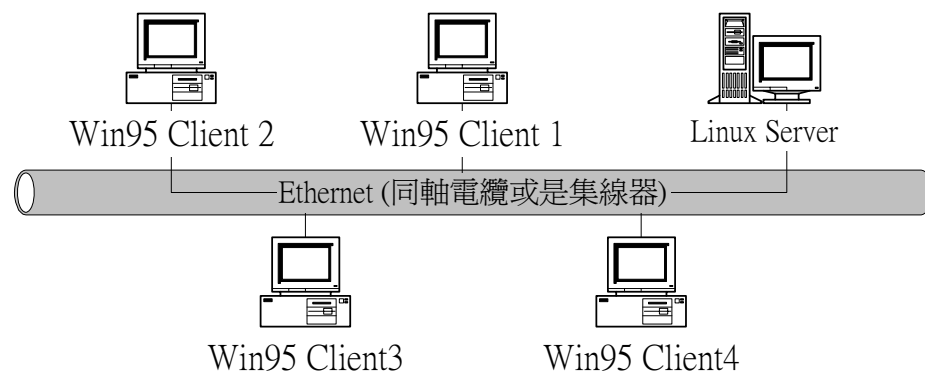 Win95 Client 2
Win95 Client 1
Linux Server
Ethernet (同軸電纜或是集線器)
Win95 Client3
Win95 Client4